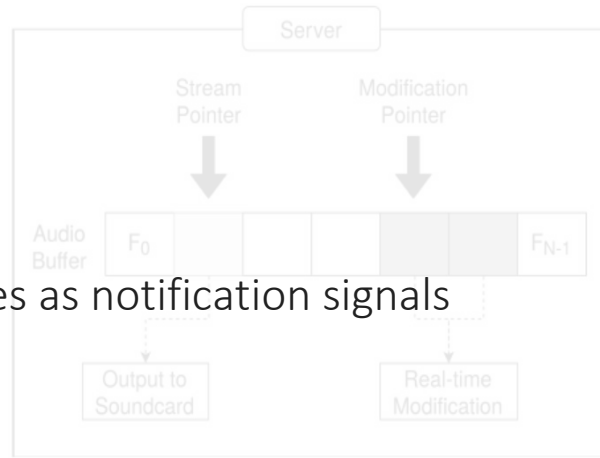 Server
Stream Modification
Pointer Pointer
Audio
Buffer
F0
FN-1
es as notification signals
Output to Real-time
Soundcard Modification